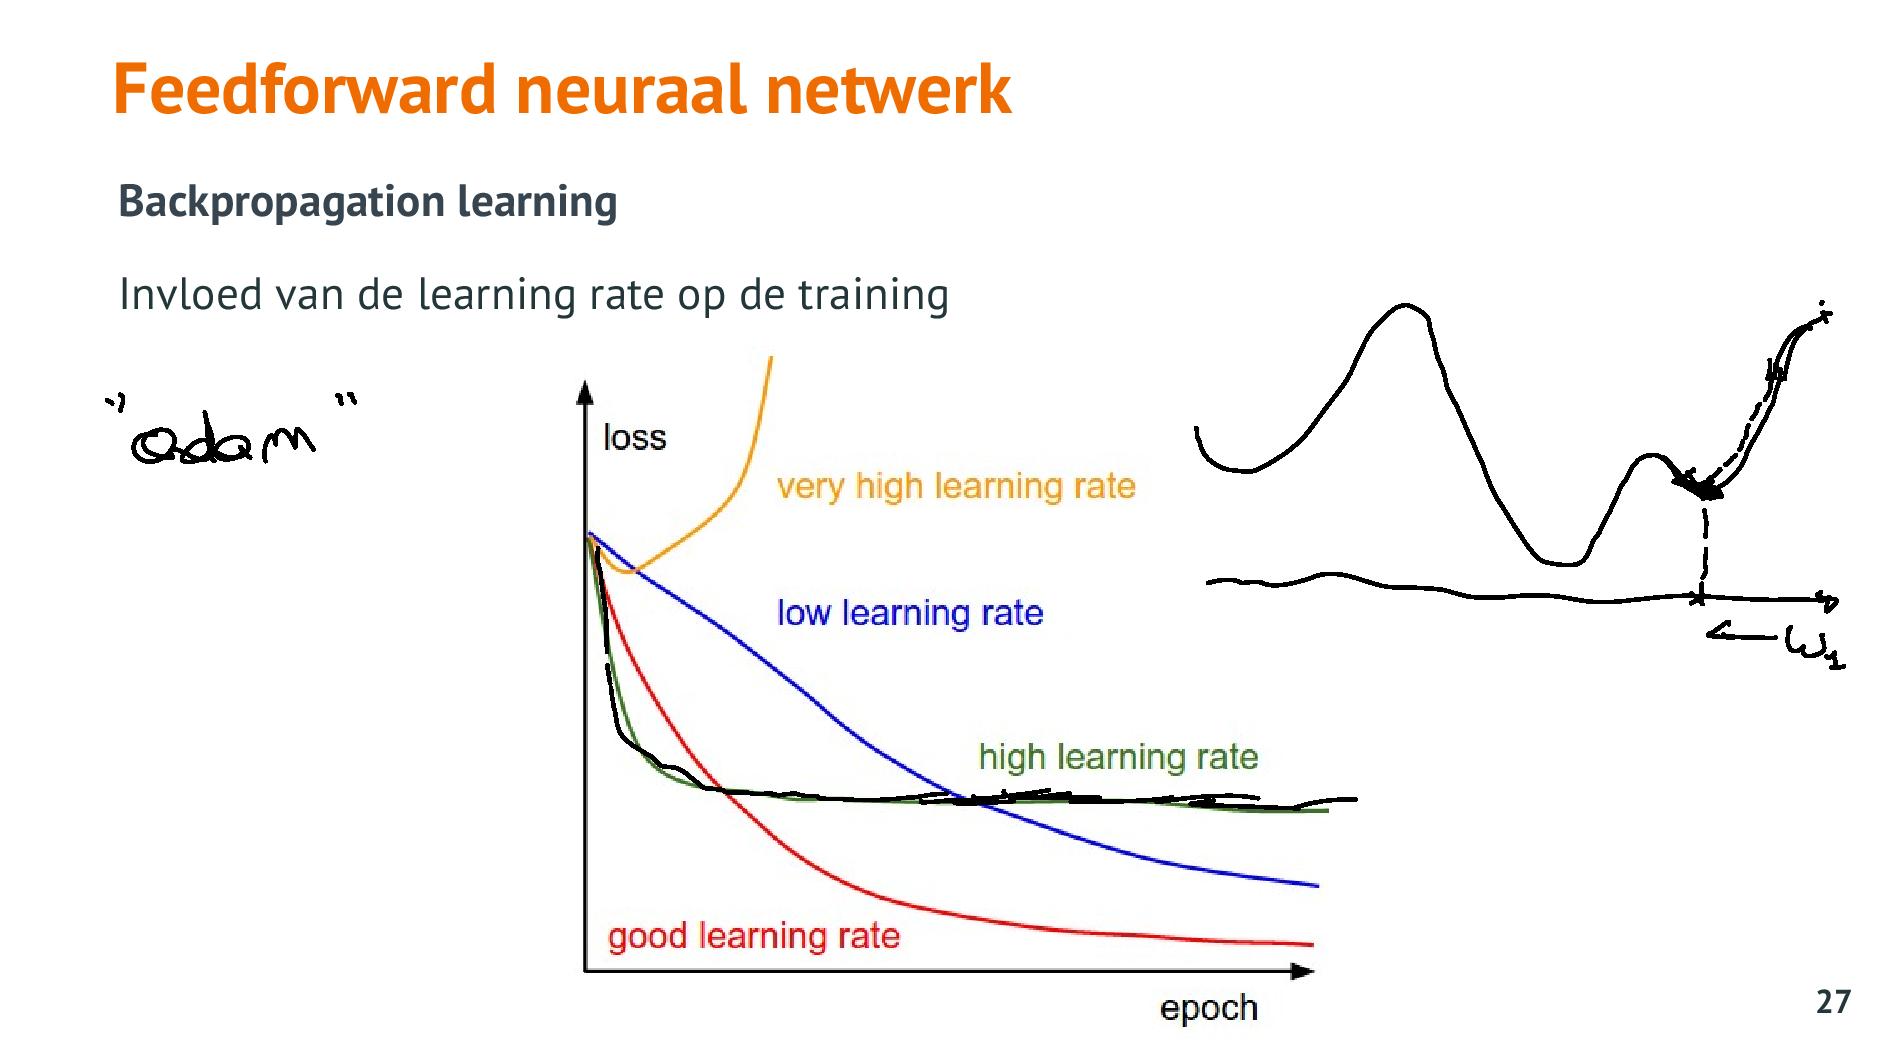 Feedforward neuraal netwerk
Backpropagation learning
Invloed van de learning rate op de training
"adam"
loss
very high learning rate
low learning rate
high learning rate
good learning rate
epoch
w₁
27